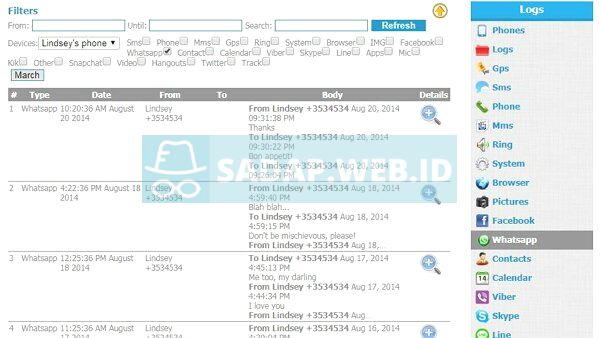 Filters
From: Until: Search: Refresh
Devices: Lindsey's phone Sms Phone Mms Gps Ring System Browser IMG Facebook
Whatsapp Contact Calendar Viber Skype Line Apps Mic
Kik Other Snapchat Video Hangouts Twitter Track
March
# Type Date From To Body Details
1 Whatsapp 10:20:36 AM August Lindsey From Lindsey +3534534 Aug 20, 2014
20 2014 +3534534 09:31:38 PM
Thanks
To Lindsey +3534534 Aug 20, 2014
09:30:22 PM
Bon appetit!
To Lindsey +3534534 Aug 20, 2014
09:26:04 PM
SADAP.WEB.ID
2 Whatsapp 4:22:36 PM August 18 Lindsey From Lindsey +3534534 Aug 18, 2014
2014 +3534534 4:59:40 PM
Blah blah...
To Lindsey +3534534 Aug 18, 2014
4:59:15 PM
Don't be mischievous, please!
From Lindsey +3534534 Aug 18,...
3 Whatsapp 12:25:36 PM August Lindsey To Lindsey +3534534 Aug 17, 2014
18 2014 +3534534 4:45:13 PM
Me too, my darling
From Lindsey +3534534 Aug 17, 2014
4:44:34 PM
I love you
From Lindsey +3534534 Aug...
4 Whatsapp 11:25:36 AM August Lindsey From Lindsey +3534534 Aug 16, 2014
17 2014 +3534534
Logs
Phones
Logs
Gps
Sms
Phone
Mms
Ring
System
Browser
Pictures
Facebook
Whatsapp
Contacts
Calendar
14
Viber
Skype
Line